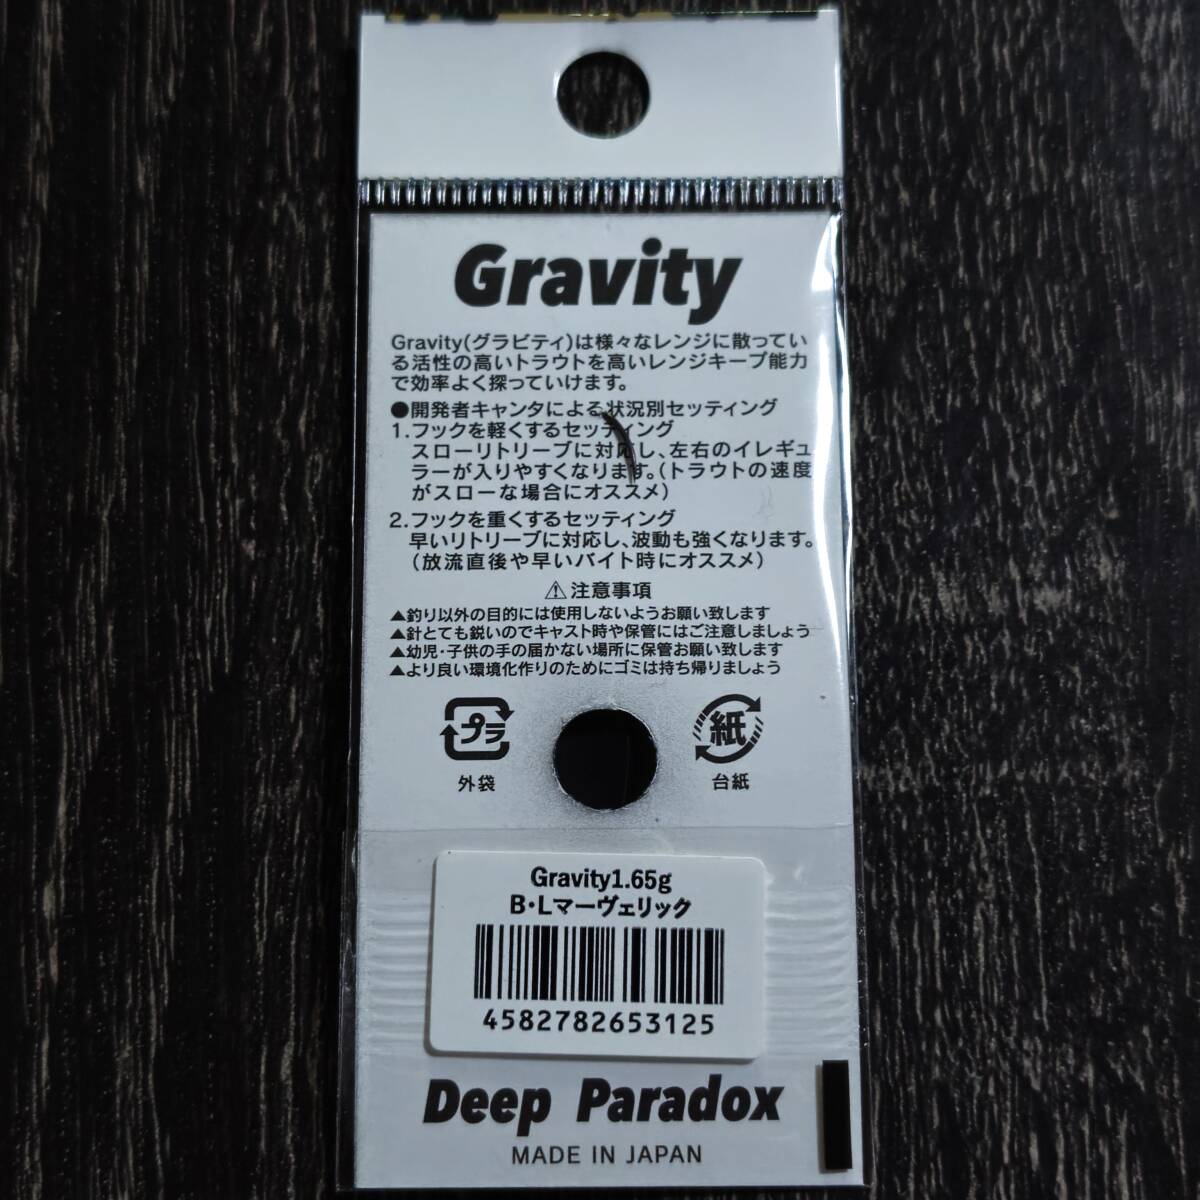 Gravity
Gravity(グラビティ)は様々なレンジに散ってい
る活性の高いトラウトを高いレンジキープ能力
で効率よく探っていけます。
●開発者キャンタによる状況別セッティング
1.フックを軽くするセッティング
スローリトリーブに対応し、左右のイレギュ
ラーが入りやすくなります。(トラウトの速度
がスローな場合にオススメ)
2.フックを重くするセッティング
早いリトリーブに対応し、波動も強くなります。
(放流直後や早いバイト時にオススメ)
⚠注意事項
▲釣り以外の目的には使用しないようお願い致します
▲針とても鋭いのでキャスト時や保管にはご注意しましょう
▲幼児・子供の手の届かない場所に保管お願い致します
▲より良い環境化作りのためにゴミは持ち帰りましょう
プラ 紙
外袋 台紙
Gravity1.65g
B・Lマーヴェリック
4582782653125
Deep Paradox
MADE IN JAPAN